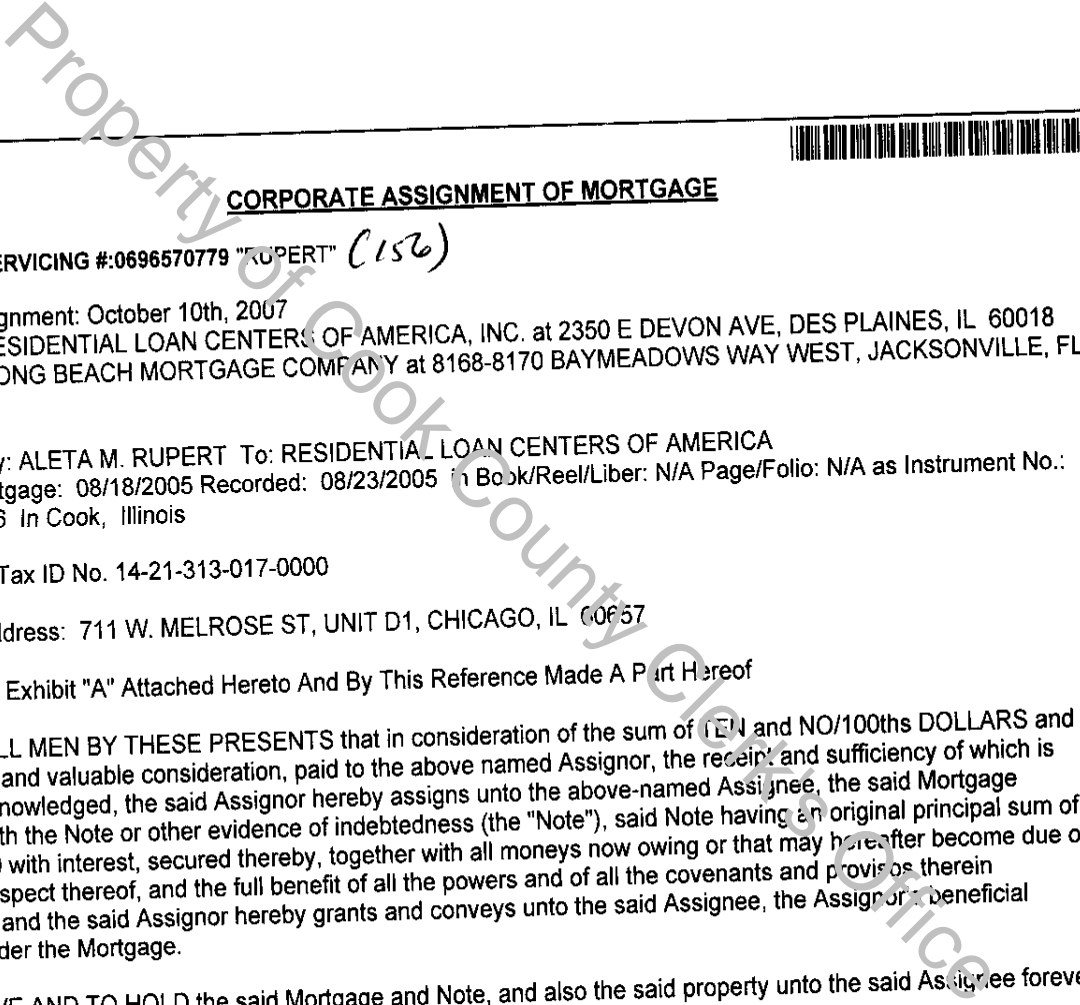 Property of Cook County Clerk's Office
CORPORATE ASSIGNMENT OF MORTGAGE
ERVICING #:0696570779 "RUPERT" (156)
gnment: October 10th, 2007
ESIDENTIAL LOAN CENTERS OF AMERICA, INC. at 2350 E DEVON AVE, DES PLAINES, IL 60018
ONG BEACH MORTGAGE COMPANY at 8168-8170 BAYMEADOWS WAY WEST, JACKSONVILLE, FL
y: ALETA M. RUPERT To: RESIDENTIAL LOAN CENTERS OF AMERICA
tgage: 08/18/2005 Recorded: 08/23/2005 in Book/Reel/Liber: N/A Page/Folio: N/A as Instrument No.:
6 In Cook, Illinois
Tax ID No. 14-21-313-017-0000
ddress: 711 W. MELROSE ST, UNIT D1, CHICAGO, IL 60657
Exhibit "A" Attached Hereto And By This Reference Made A Part Hereof
LL MEN BY THESE PRESENTS that in consideration of the sum of TEN and NO/100ths DOLLARS and
and valuable consideration, paid to the above named Assignor, the receipt and sufficiency of which is
nowledged, the said Assignor hereby assigns unto the above-named Assignee, the said Mortgage
th the Note or other evidence of indebtedness (the "Note"), said Note having an original principal sum of
with interest, secured thereby, together with all moneys now owing or that may hereafter become due o
spect thereof, and the full benefit of all the powers and of all the covenants and provisos therein
and the said Assignor hereby grants and conveys unto the said Assignee, the Assignor's beneficial
der the Mortgage.
VE AND TO HOLD the said Mortgage and Note, and also the said property unto the said Assignee foreve